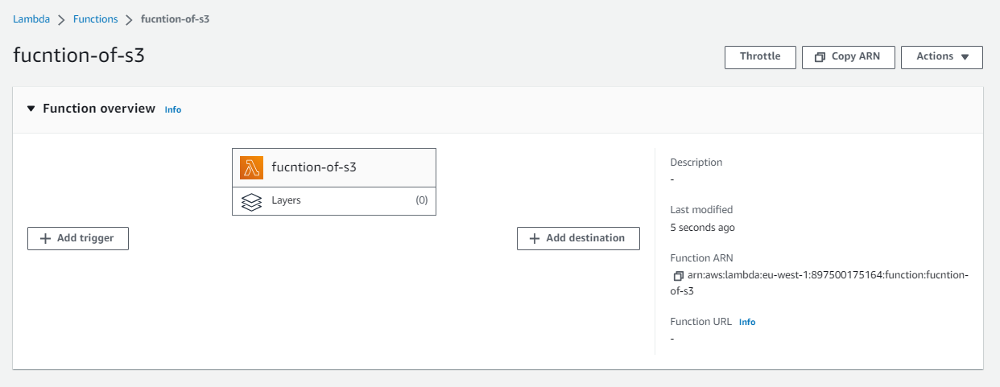 Lambda > Functions > fucntion-of-s3
fucntion-of-s3
Throttle
Copy ARN
Actions
Function overview Info
fucntion-of-s3
Layers (0)
Add trigger
Add destination
Description
-
Last modified
5 seconds ago
Function ARN
arn:aws:lambda:eu-west-1:897500175164:function:fucntion-
of-s3
Function URL Info
-